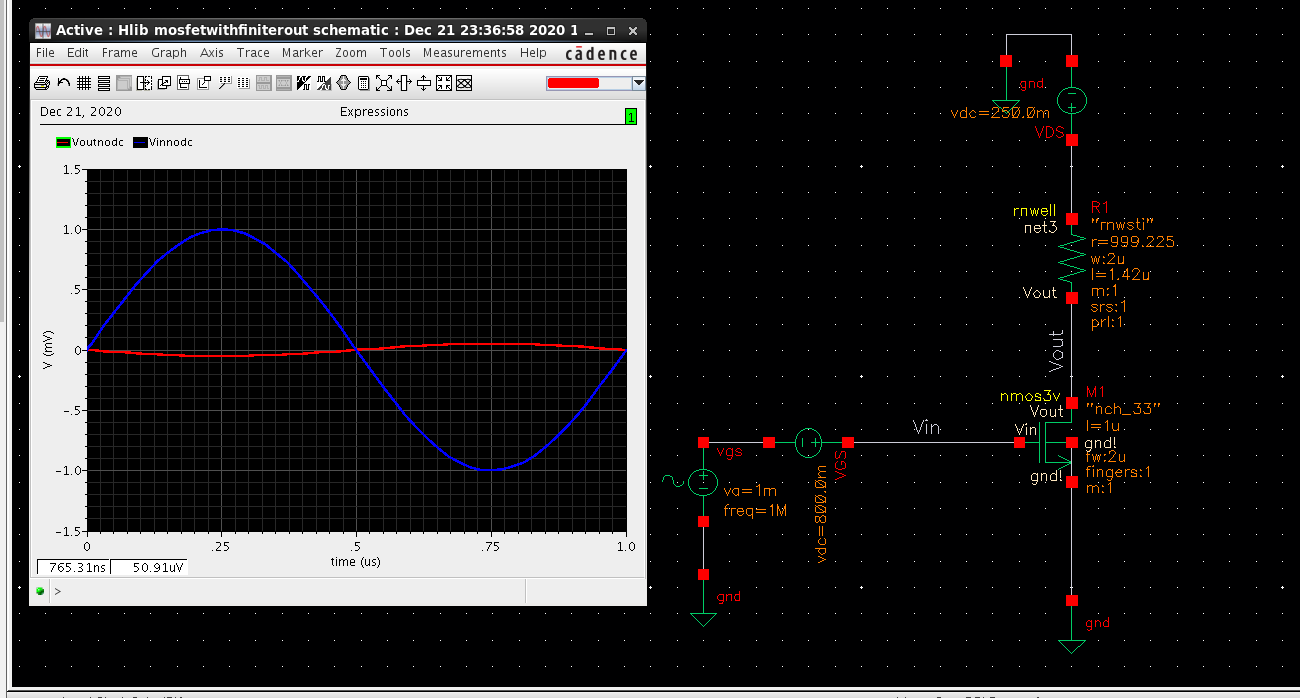 Active : Hlib mosfetwithfiniterout schematic : Dec 21 23:36:58 2020 1
File Edit Frame Graph Axis Trace Marker Zoom Tools Measurements Help cādence
Dec 21, 2020 Expressions 1
Voutnodc Vinnodc
1.5
1.0
.5
0
-.5
-1.0
-1.5
V (mV)
0 .25 .5 .75 1.0
time (us)
765.31ns 50.91uV
>
gnd
vdc=250.0m
VDS
rnwell
net3
R1
"rnwsti"
r=999.225
w:2u
l=1.42u
m:1
srs:1
prl:1
Vout
Vout
nmos3v
Vout
M1
"nch_33"
l=1u
Vin
Vin
gnd!
fw:2u
fingers:1
m:1
gnd!
vgs
VGS
va=1m
freq=1M
vdc=800.0m
gnd
gnd